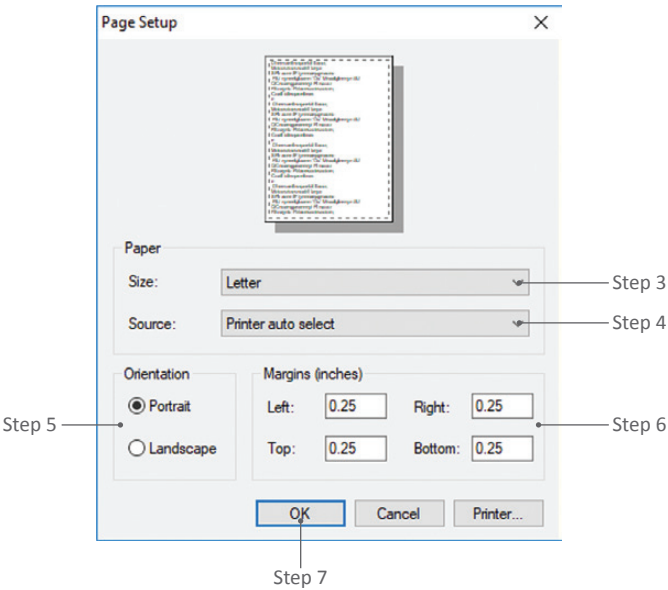 Page Setup
Paper
Size: Letter Step 3
Source: Printer auto select Step 4
Orientation Margins (inches)
Portrait Left: 0.25 Right: 0.25
Step 5 Step 6
Landscape Top: 0.25 Bottom: 0.25
OK Cancel Printer...
Step 7